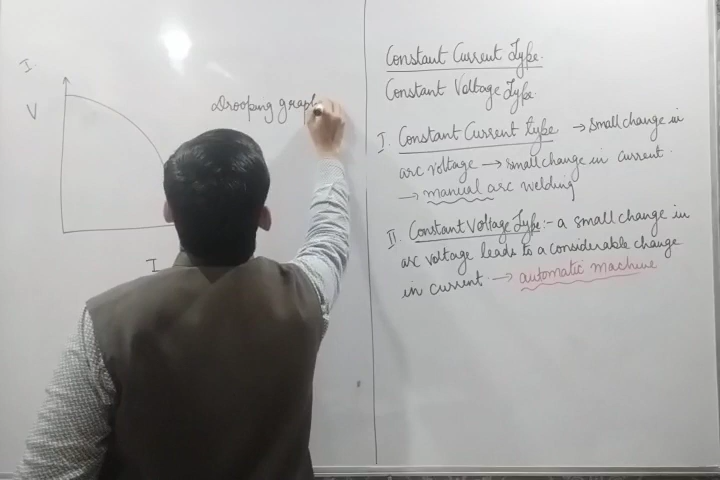 I.
V
Drooping graph
I
Constant Current Type.
Constant Voltage Type.
I. Constant Current type → small change in
arc voltage → small change in current.
→ manual arc welding
II. Constant Voltage Type:- a small change in
arc voltage leads to a considerable change
in current. → automatic machine